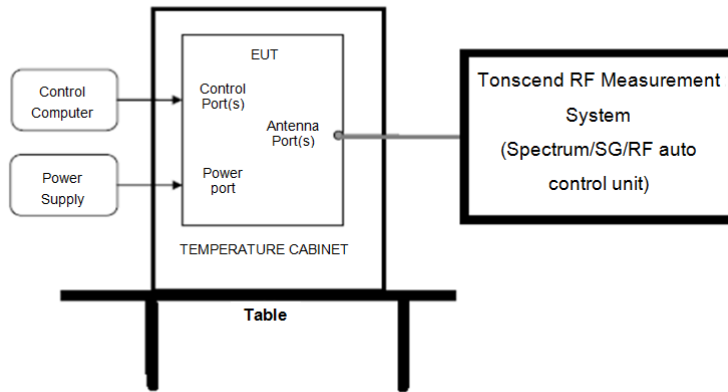 EUT
Control
Computer
Control
Port(s)
Antenna
Port(s)
Power
Supply
Power
port
TEMPERATURE CABINET
Table
Tonscend RF Measurement
System
(Spectrum/SG/RF auto
control unit)